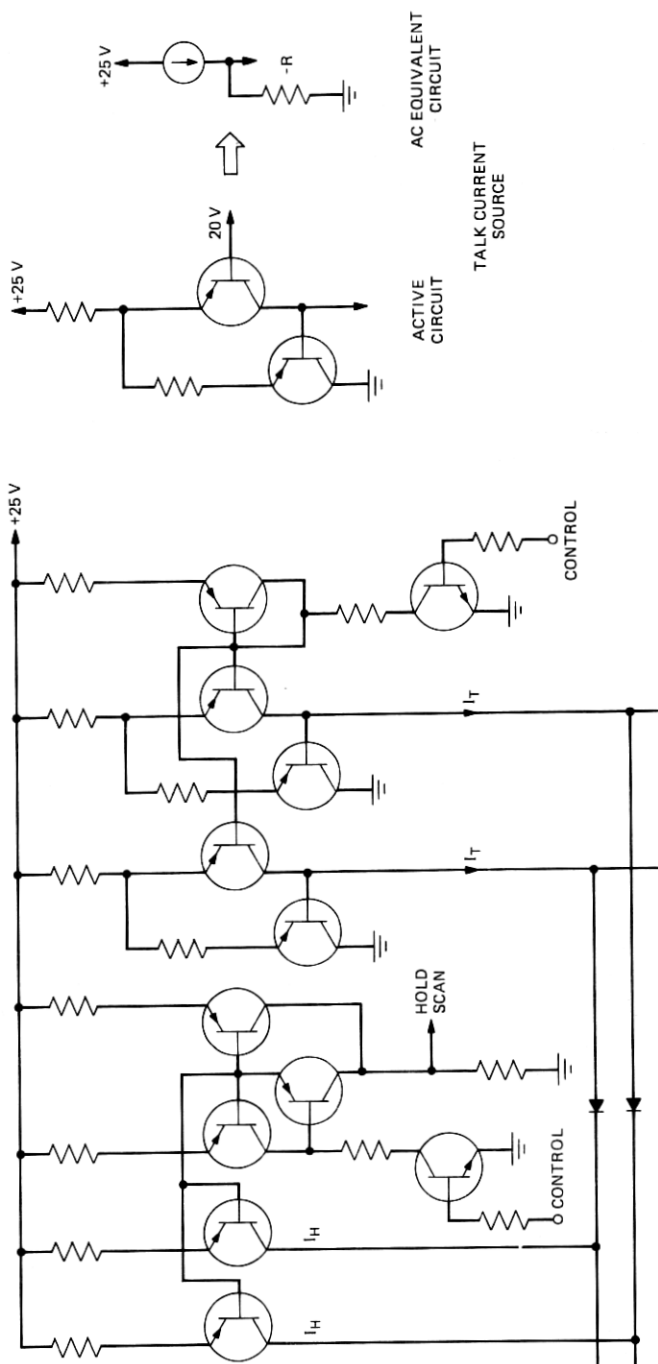 +25 V
I_H
I_H
CONTROL
HOLD
SCAN
I_T
I_T
CONTROL
+25 V
20 V
ACTIVE
CIRCUIT
+25 V
-R
AC EQUIVALENT
CIRCUIT
TALK CURRENT
SOURCE